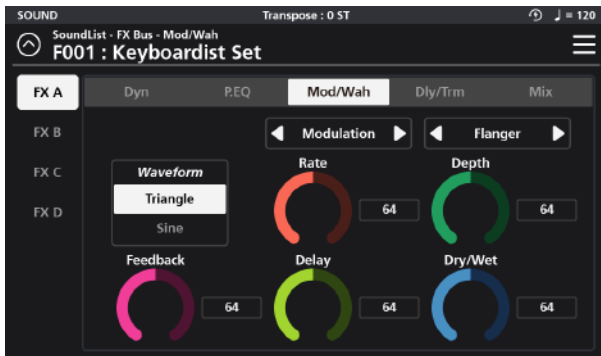 SOUND Transpose : 0 ST ♩ = 120
SoundList - FX Bus - Mod/Wah
F001 : Keyboardist Set
FX A Dyn P.EQ Mod/Wah Dly/Trm Mix
FX B Modulation Flanger
FX C
FX D
Waveform
Triangle
Sine
Rate
64
Depth
64
Feedback
64
Delay
64
Dry/Wet
64